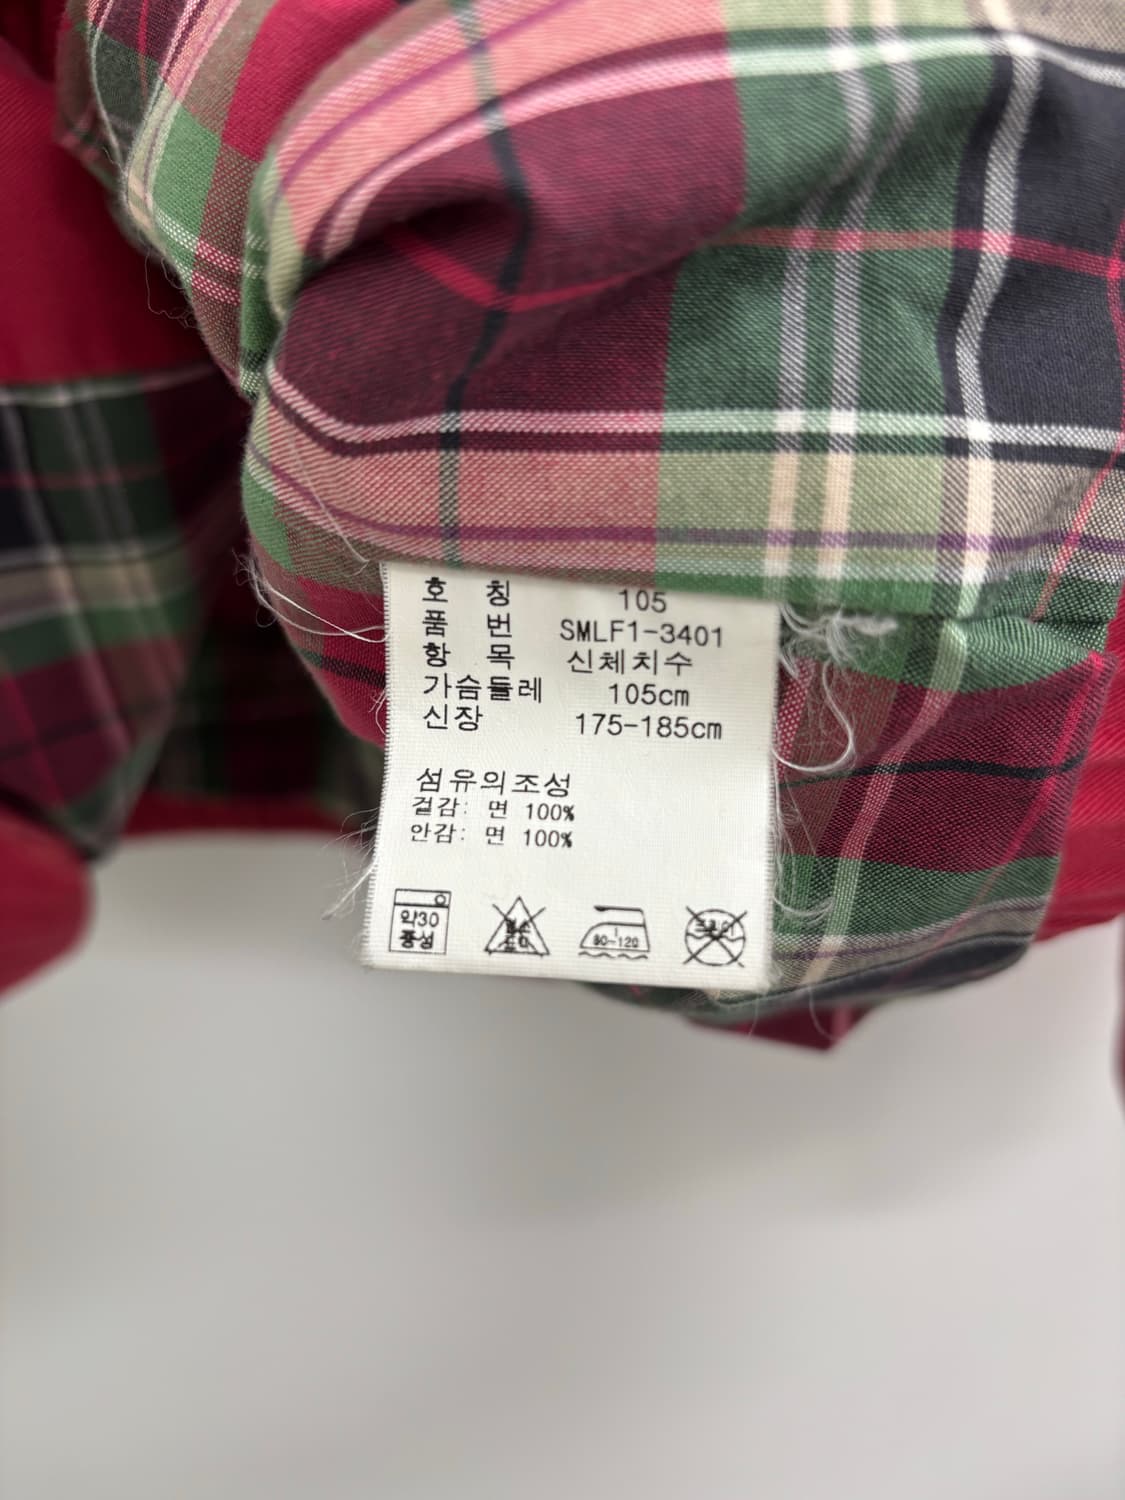 호 칭 105
품 번 SMLF1-3401
항 목 신체치수
가슴둘레 105cm
신장 175-185cm
섬유의조성
겉감: 면 100%
안감: 면 100%
약30
중성
80-120